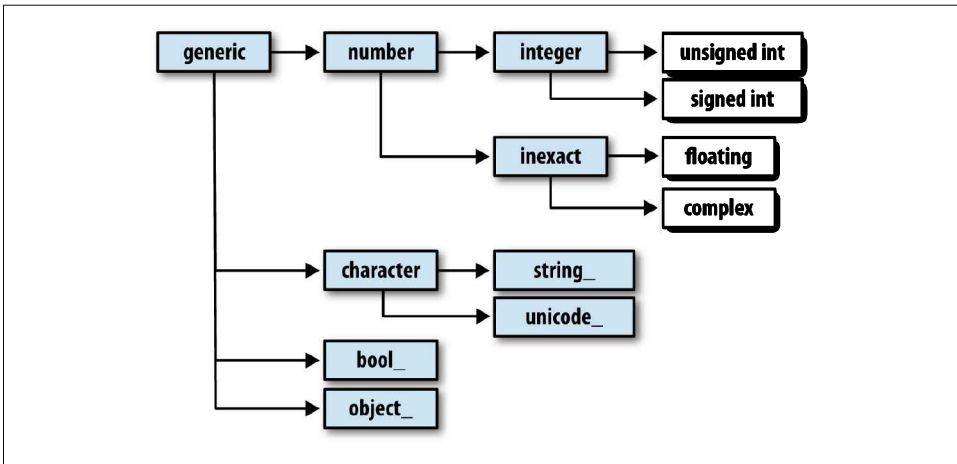 generic
number
integer
unsigned int
signed int
inexact
floating
complex
character
string_
unicode_
bool_
object_